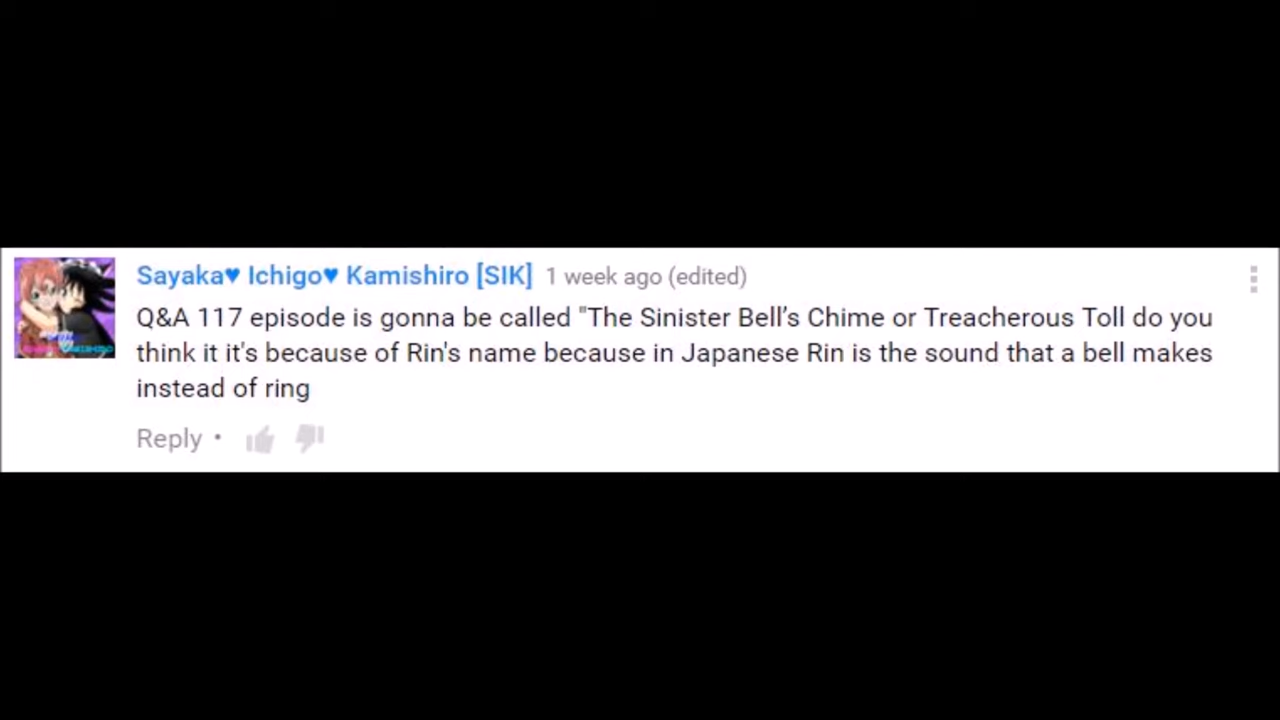 Sayaka♥ Ichigo♥ Kamishiro [SIK] 1 week ago (edited)
Q&A 117 episode is gonna be called "The Sinister Bell's Chime or Treacherous Toll do you
think it it's because of Rin's name because in Japanese Rin is the sound that a bell makes
instead of ring
Reply •